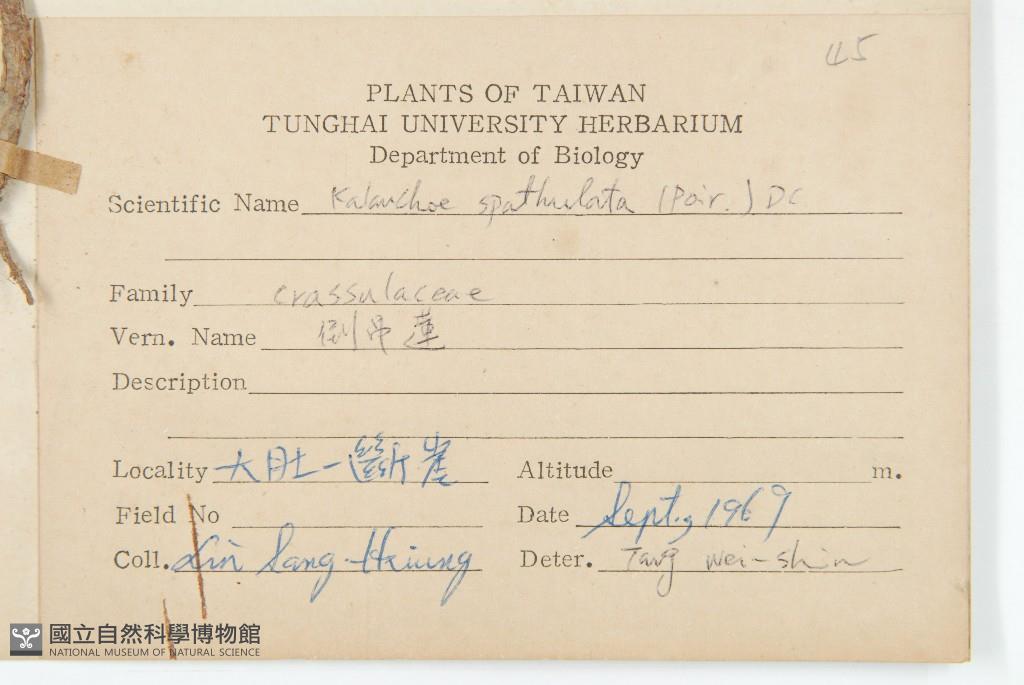 45
PLANTS OF TAIWAN
TUNGHAI UNIVERSITY HERBARIUM
Department of Biology
Scientific Name Kalanchoe spathulata (Poir.) DC
Family crassulaceae
Vern. Name 倒吊蓮
Description
Locality 大肚一斷崖 Altitude m.
Field No Date Sept., 1969
Coll. Lin Sang-Hsiung Deter. Tang Wei-shin
國立自然科學博物館
NATIONAL MUSEUM OF NATURAL SCIENCE